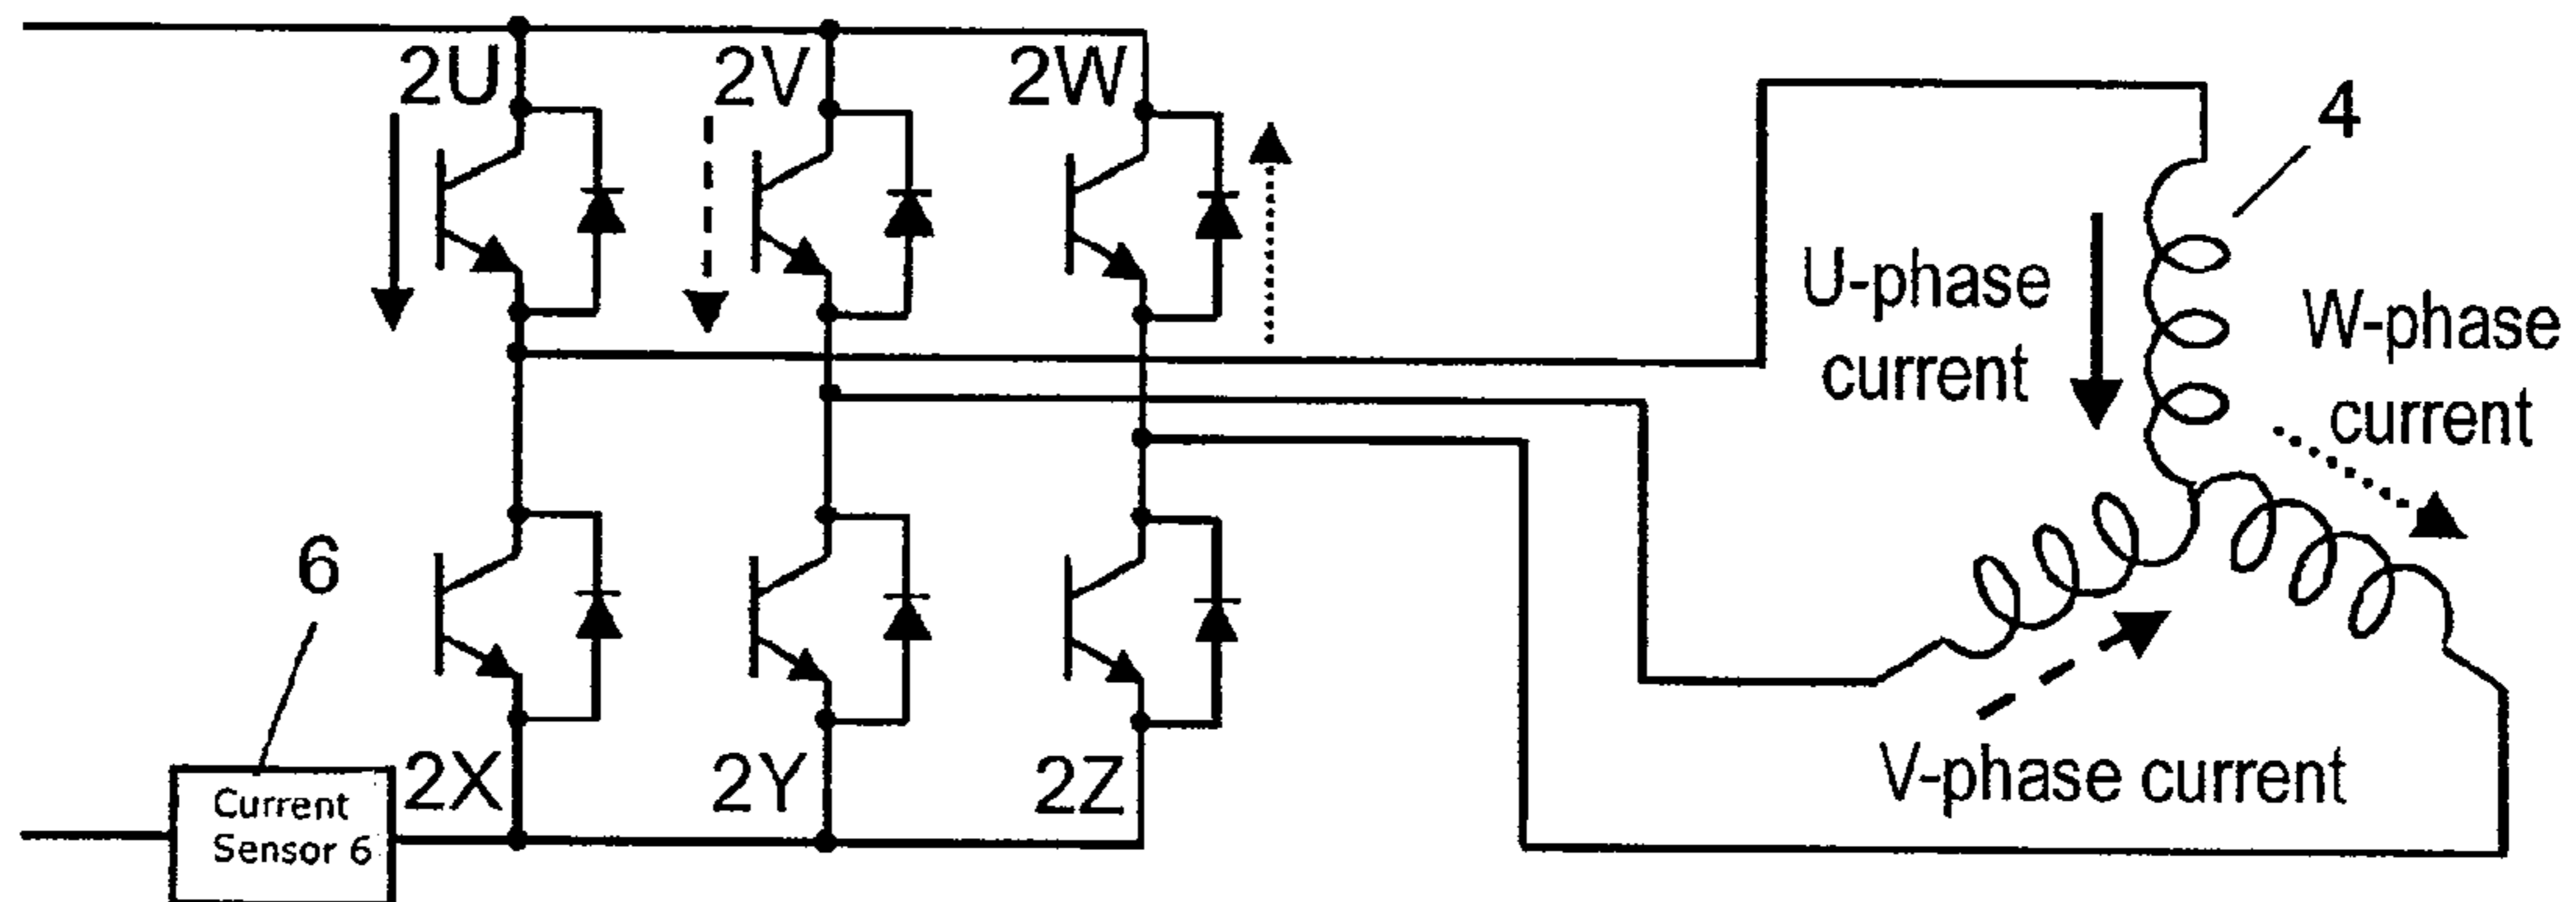 2U
2V
2W
4
U-phase
current
W-phase
current
6
2X
2Y
2Z
V-phase current
Current
Sensor 6